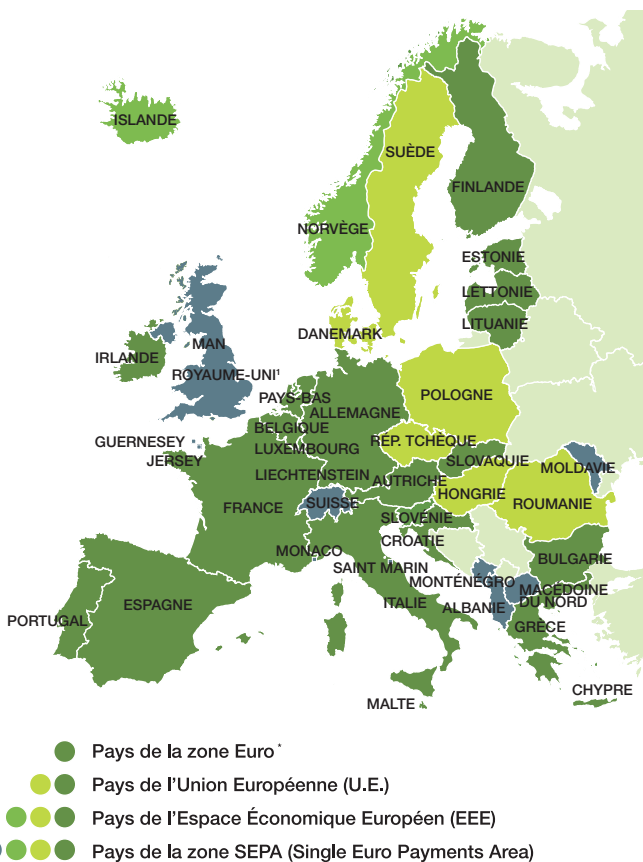 ISLANDE
SUÈDE
FINLANDE
NORVÈGE
ESTONIE
LETTONIE
LITUANIE
DANEMARK
MAN
IRLANDE
ROYAUME-UNI¹
PAYS-BAS
POLOGNE
ALLEMAGNE
BELGIQUE
RÉP. TCHÈQUE
GUERNESEY
LUXEMBOURG
JERSEY
SLOVAQUIE
MOLDAVIE
LIECHTENSTEIN
AUTRICHE
HONGRIE
FRANCE
SUISSE
ROUMANIE
SLOVÉNIE
CROATIE
MONACO
SAINT MARIN
BULGARIE
MONTÉNÉGRO
MACÉDOINE
DU NORD
ESPAGNE
ITALIE
ALBANIE
PORTUGAL
GRÈCE
CHYPRE
MALTE
Pays de la zone Euro*
Pays de l'Union Européenne (U.E.)
Pays de l'Espace Économique Européen (EEE)
Pays de la zone SEPA (Single Euro Payments Area)